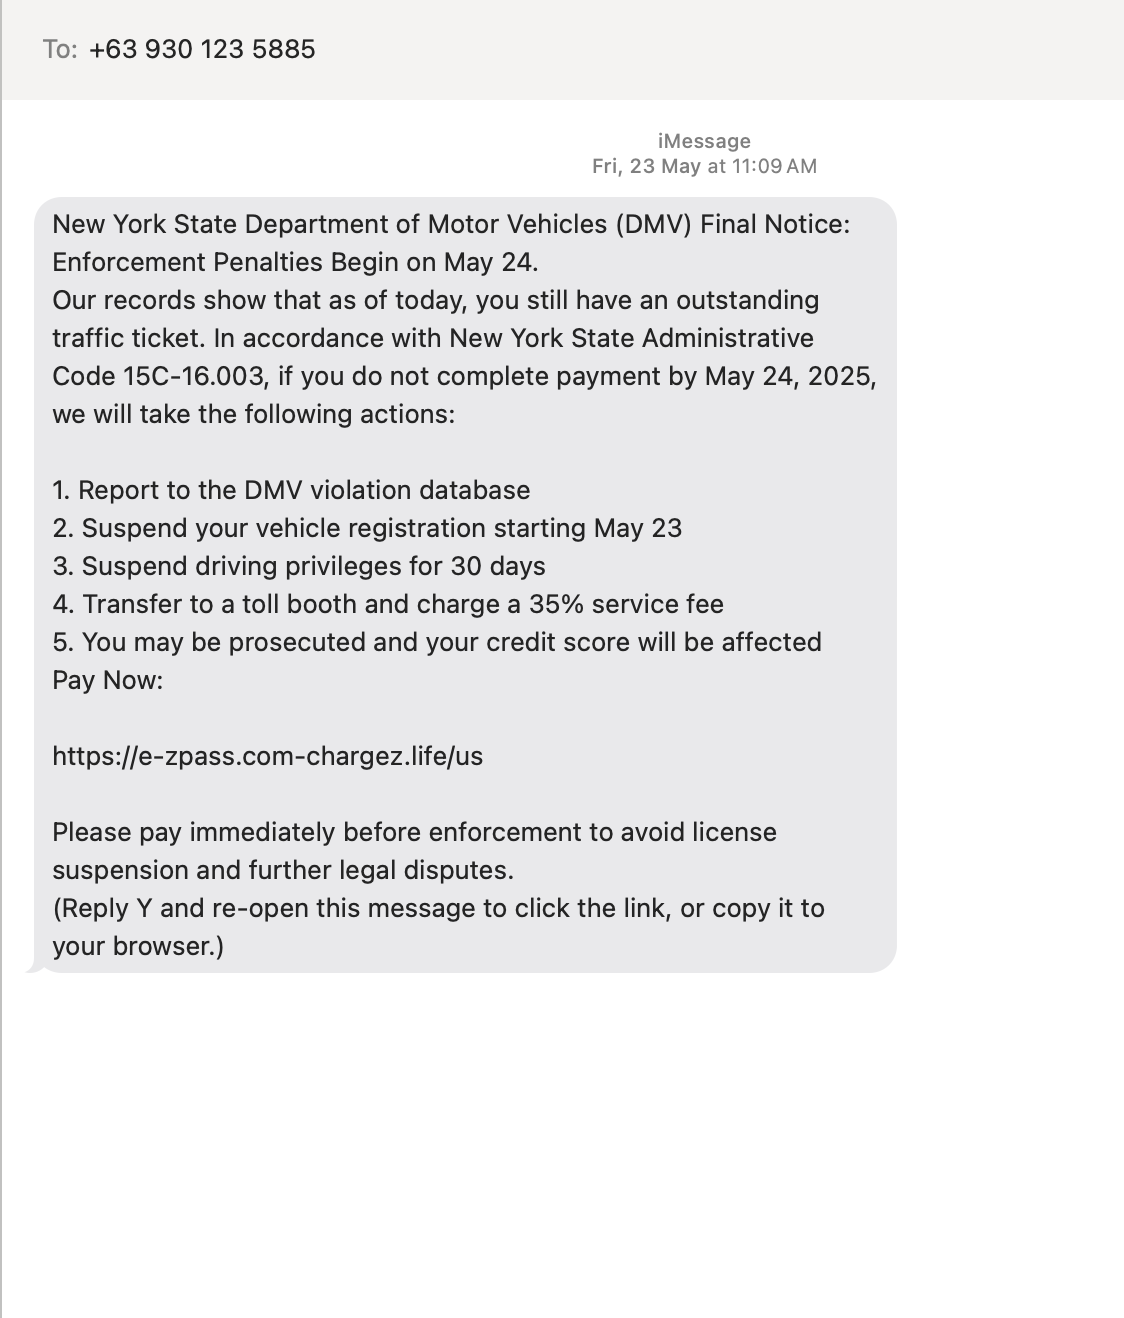 To: +63 930 123 5885
iMessage
Fri, 23 May at 11:09 AM
New York State Department of Motor Vehicles (DMV) Final Notice:
Enforcement Penalties Begin on May 24.
Our records show that as of today, you still have an outstanding
traffic ticket. In accordance with New York State Administrative
Code 15C-16.003, if you do not complete payment by May 24, 2025,
we will take the following actions:
1. Report to the DMV violation database
2. Suspend your vehicle registration starting May 23
3. Suspend driving privileges for 30 days
4. Transfer to a toll booth and charge a 35% service fee
5. You may be prosecuted and your credit score will be affected
Pay Now:
https://e-zpass.com-chargez.life/us
Please pay immediately before enforcement to avoid license
suspension and further legal disputes.
(Reply Y and re-open this message to click the link, or copy it to
your browser.)